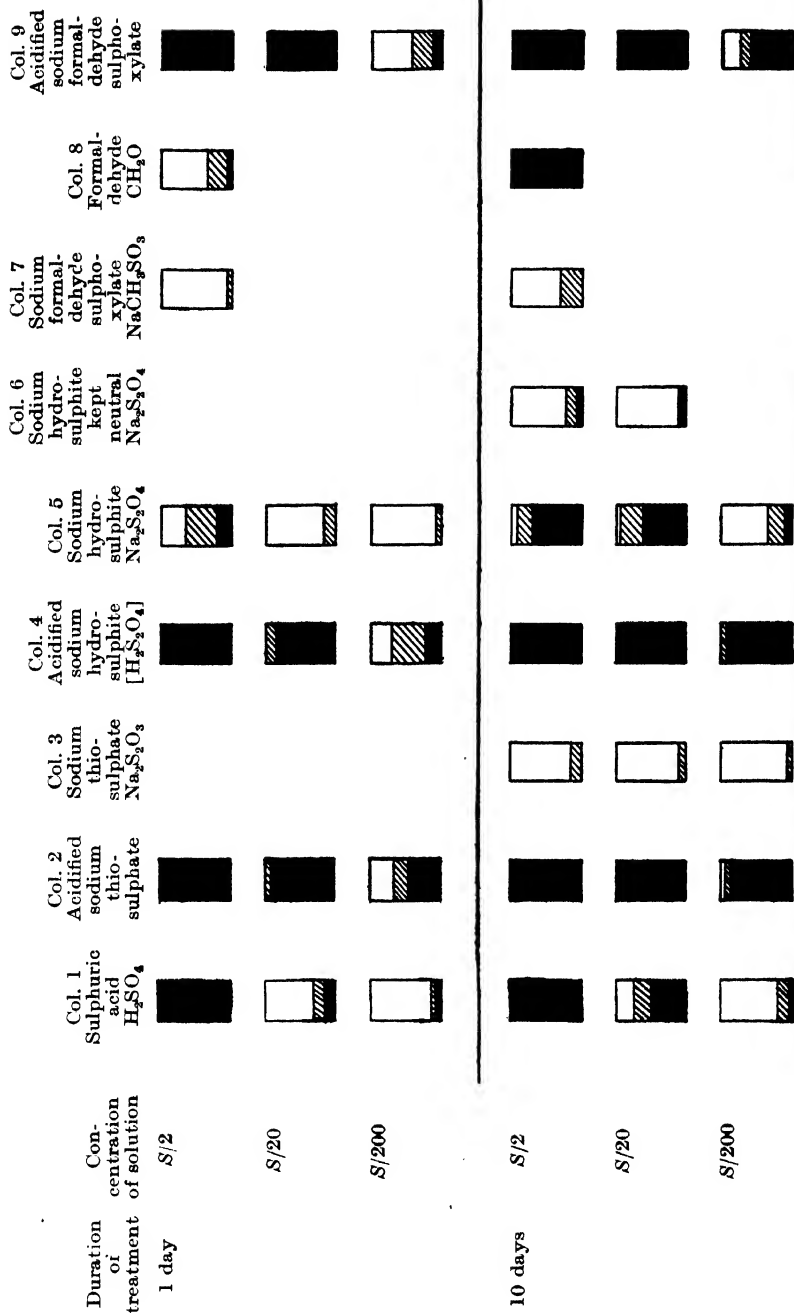 Duration
of
treatment
Con-
centration
of solution
Col. 1
Sulphuric
acid
H₂SO₄
Col. 2
Acidified
sodium
thio-
sulphate
Col. 3
Sodium
thio-
sulphate
Na₂S₂O₃
Col. 4
Acidified
sodium
hydro-
sulphite
[H₂S₂O₄]
Col. 5
Sodium
hydro-
sulphite
Na₂S₂O₄
Col. 6
Sodium
hydro-
sulphite
kept
neutral
Na₂S₂O₄
Col. 7
Sodium
formal-
dehyde
sulpho-
xylate
NaCH₃SO₃
Col. 8
Formal-
dehyde
CH₂O
Col. 9
Acidified
sodium
formal-
dehyde
sulpho-
xylate
1 day
S/2
S/20
S/200
10 days
S/2
S/20
S/200